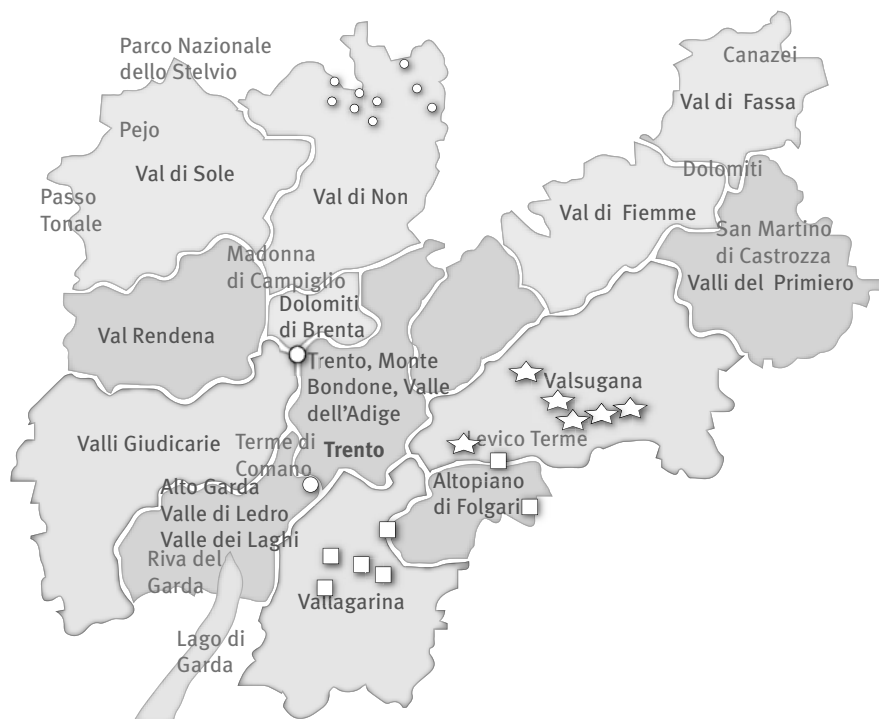 Parco Nazionale
dello Stelvio
Canazei
Val di Fassa
Pejo
Val di Sole
Dolomiti
Passo
Tonale
Val di Non
Val di Fiemme
San Martino
di Castrozza
Valli del Primiero
Madonna
di Campiglio
Dolomiti
di Brenta
Val Rendena
Trento, Monte
Bondone, Valle
dell'Adige
Valsugana
Valli Giudicarie
Terme di
Comano
Trento
Levico Terme
Alto Garda
Valle di Ledro
Valle dei Laghi
Altopiano
di Folgari
Riva del
Garda
Vallagarina
Lago di
Garda